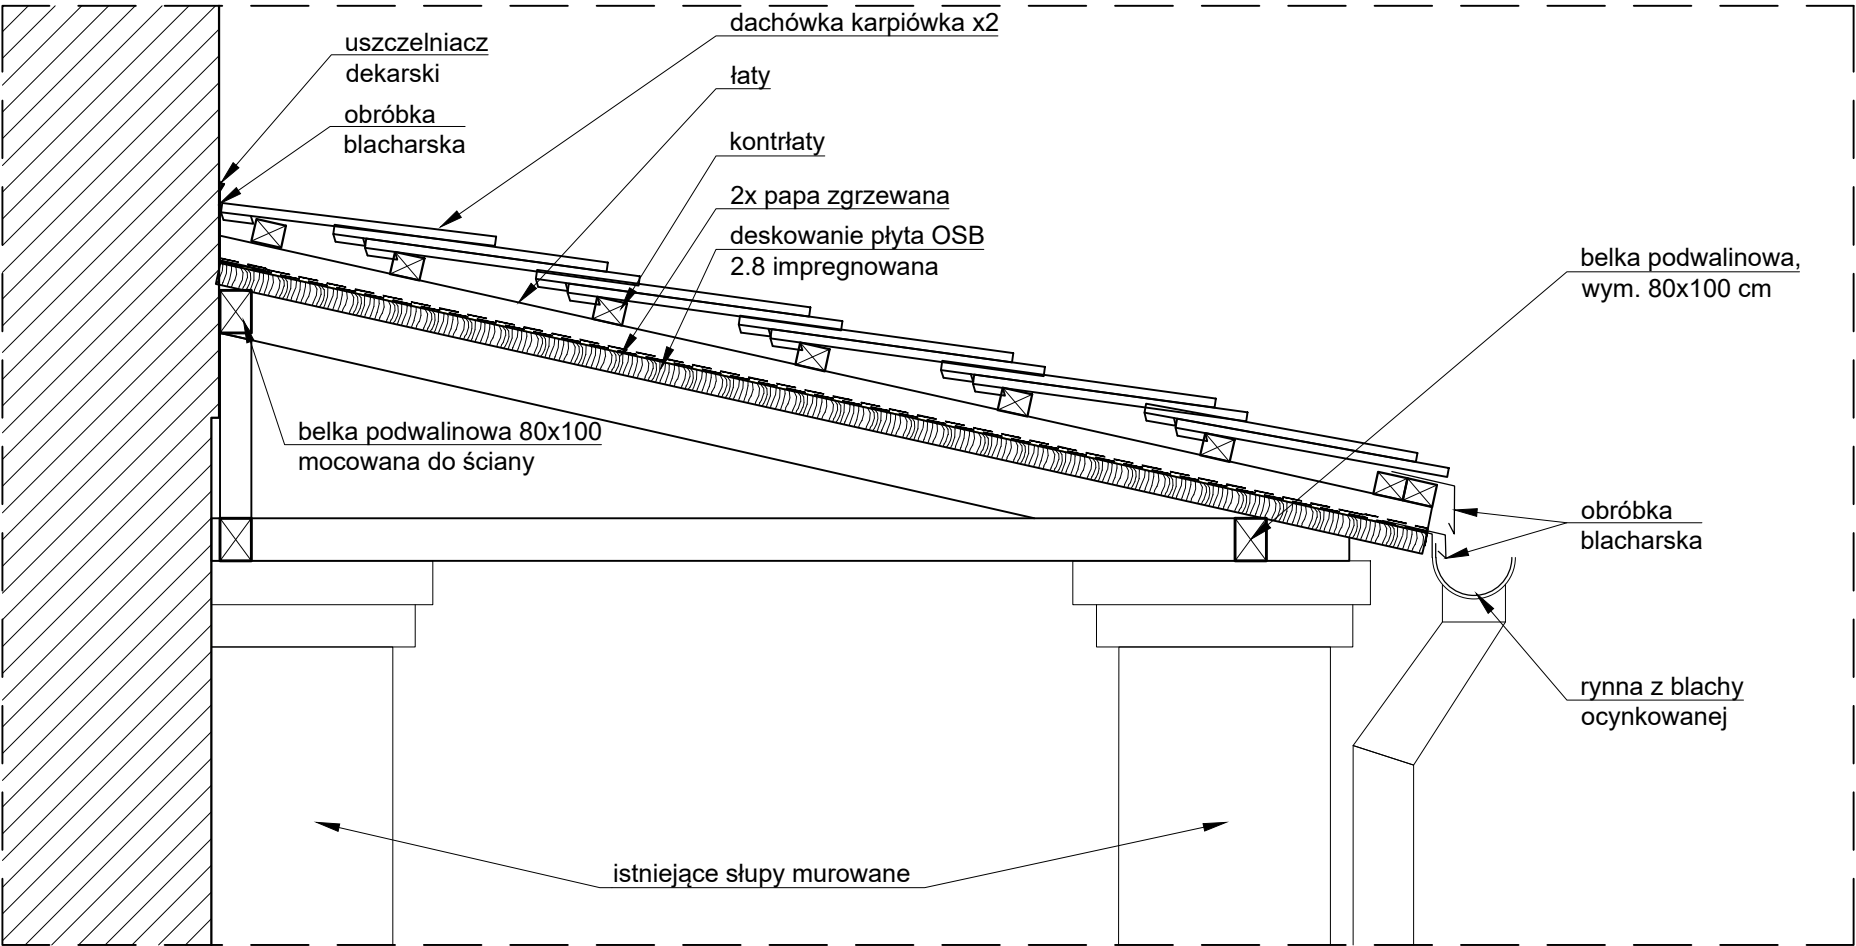 dachówka karpiówka x2
uszczelniacz
dekarski
łaty
obróbka
blacharska
kontrłaty
2x papa zgrzewana
deskowanie płyta OSB
2.8 impregnowana
belka podwalinowa,
wym. 80x100 cm
belka podwalinowa 80x100
mocowana do ściany
obróbka
blacharska
rynna z blachy
ocynkowanej
istniejące słupy murowane